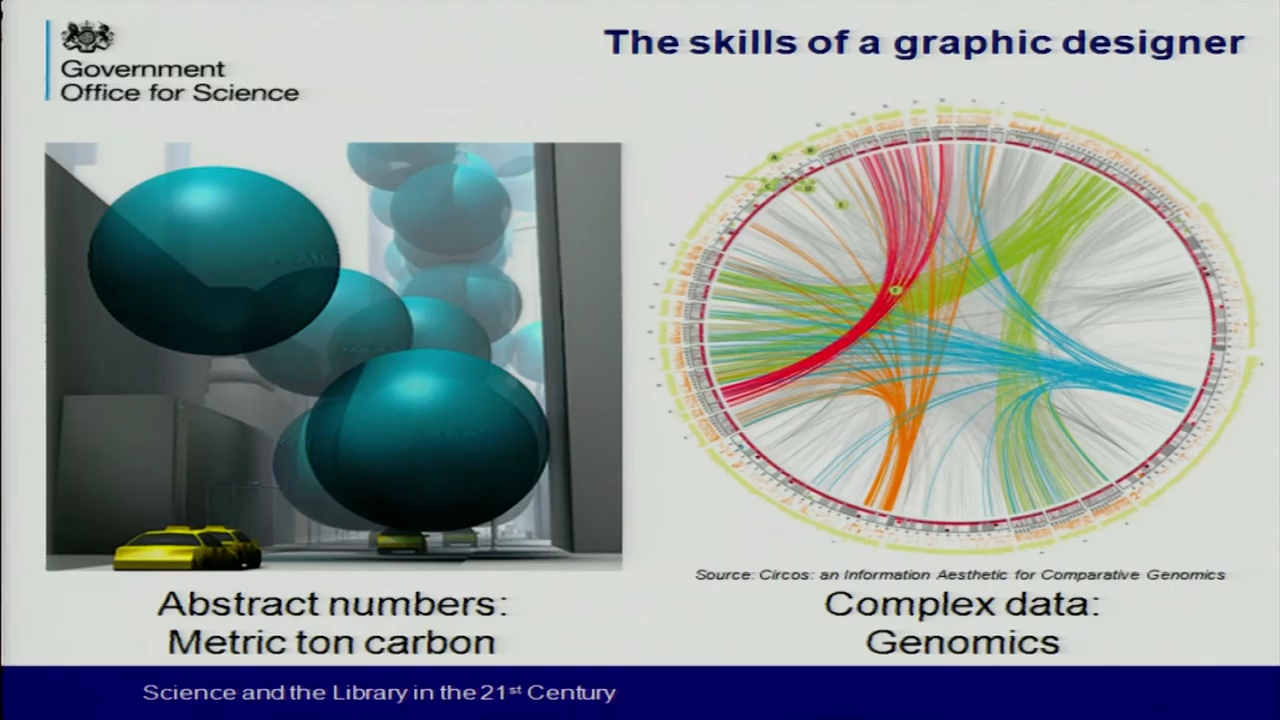 Government
Office for Science
The skills of a graphic designer
A
B
C
D
E
Source: Circos: an Information Aesthetic for Comparative Genomics
Abstract numbers:
Metric ton carbon
Complex data:
Genomics
Science and the Library in the 21st Century